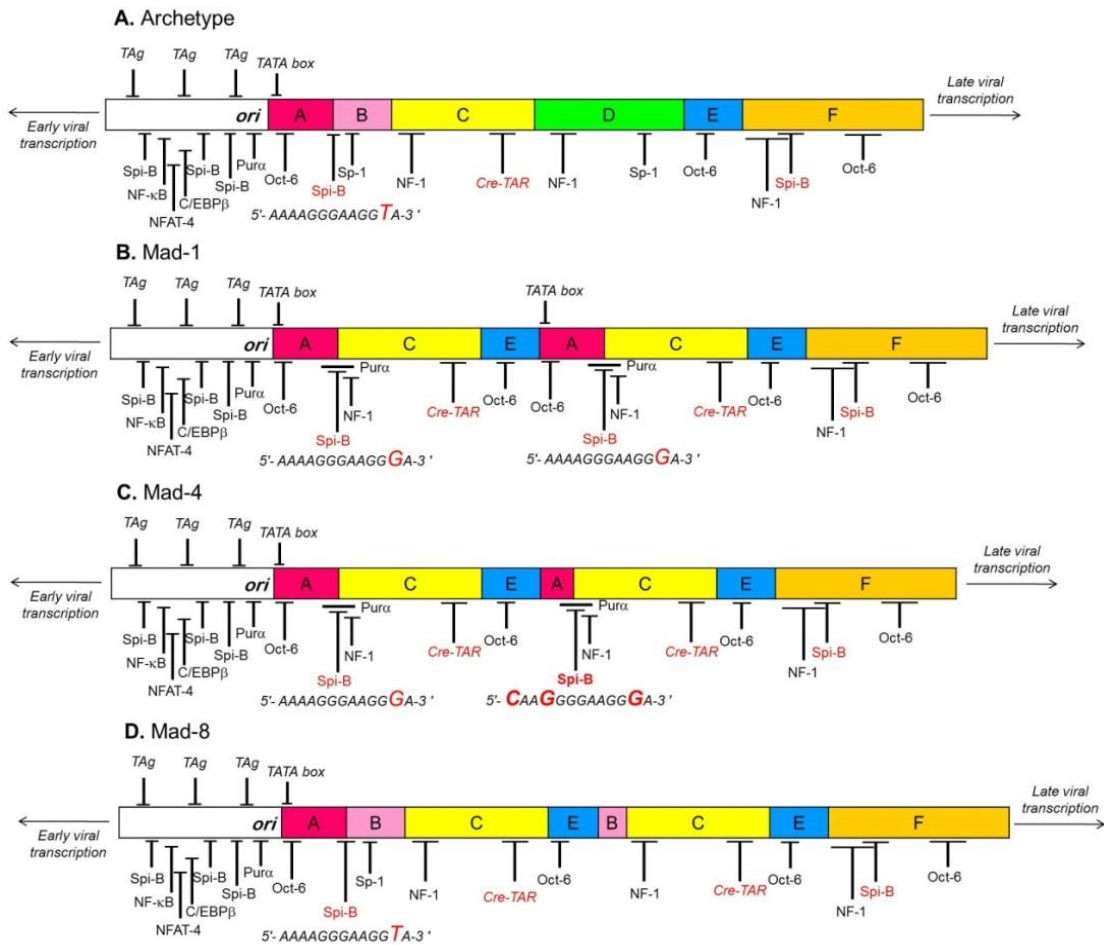 A. Archetype
TAg TAg TAg TATA box
Late viral
transcription
ori A B C D E F
Early viral
transcription
Spi-B NF-κB NFAT-4 C/EBPβ Spi-B Spi-B Purα Oct-6 Spi-B Sp-1 NF-1 Cre-TAR NF-1 Sp-1 Oct-6 NF-1 Spi-B Oct-6
5'- AAAAGGGAAGGTA-3 '
B. Mad-1
TAg TAg TAg TATA box TATA box
Late viral
transcription
ori A C E A C E F
Early viral
transcription
Spi-B NF-κB NFAT-4 C/EBPβ Spi-B Spi-B Purα Oct-6 Spi-B NF-1 Purα Cre-TAR Oct-6 Oct-6 Spi-B NF-1 Purα Cre-TAR Oct-6 NF-1 Spi-B Oct-6
5'- AAAAGGGAAGGGA-3 ' 5'- AAAAGGGAAGGGA-3 '
C. Mad-4
TAg TAg TAg TATA box
Late viral
transcription
ori A C E A C E F
Early viral
transcription
Spi-B NF-κB NFAT-4 C/EBPβ Spi-B Spi-B Purα Oct-6 Spi-B NF-1 Purα Cre-TAR Oct-6 Spi-B NF-1 Purα Cre-TAR Oct-6 NF-1 Spi-B Oct-6
5'- AAAAGGGAAGGGA-3 ' 5'- CAAGGGGAAGGGA-3 '
D. Mad-8
TAg TAg TAg TATA box
Late viral
transcription
ori A B C E B C E F
Early viral
transcription
Spi-B NF-κB NFAT-4 C/EBPβ Spi-B Spi-B Purα Oct-6 Spi-B Sp-1 NF-1 Cre-TAR Oct-6 NF-1 Cre-TAR Oct-6 NF-1 Spi-B Oct-6
5'- AAAAGGGAAGGTA-3 '